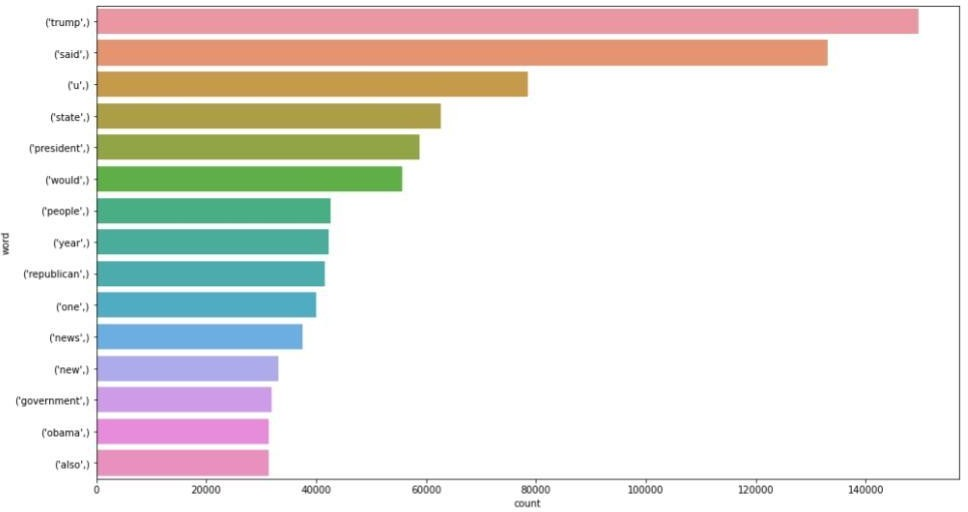 ('trump',)
('said',)
('u',)
('state',)
('president',)
('would',)
('people',)
('year',)
('republican',)
('one',)
('news',)
('new',)
('government',)
('obama',)
('also',)
word
0 20000 40000 60000 80000 100000 120000 140000
count